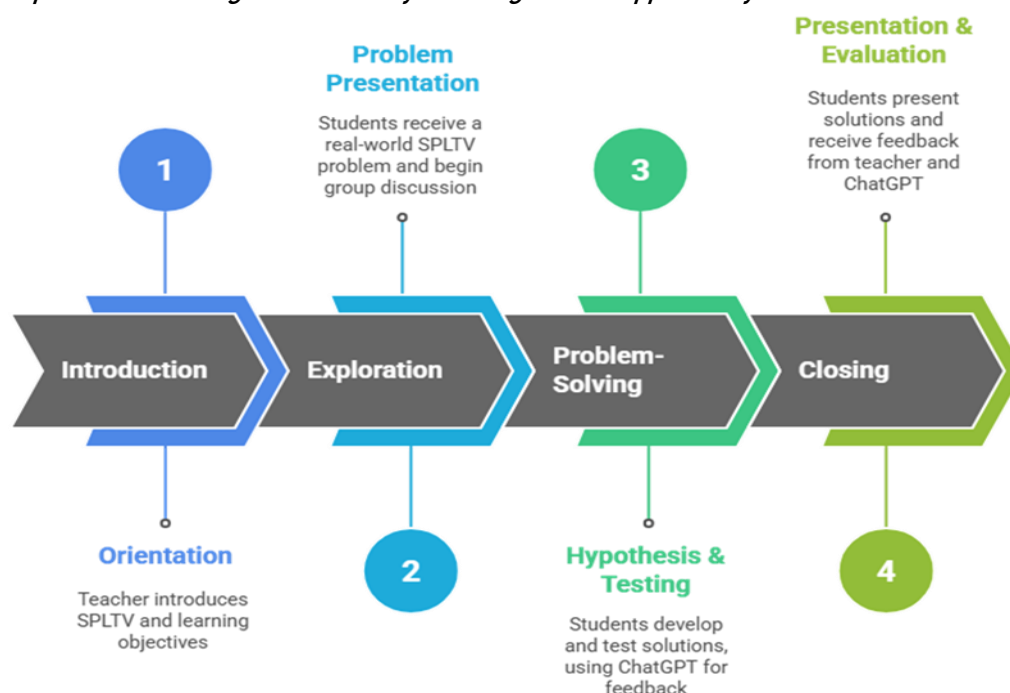 Presentation &
Evaluation
Problem
Presentation
Students present
solutions and
receive feedback
from teacher and
ChatGPT
Students receive a
real-world SPLTV
problem and begin
group discussion
1
3
Introduction
Exploration
Problem-
Solving
Closing
Orientation
Teacher introduces
SPLTV and learning
objectives
2
Hypothesis &
Testing
Students develop
and test solutions,
using ChatGPT for
feedback
4